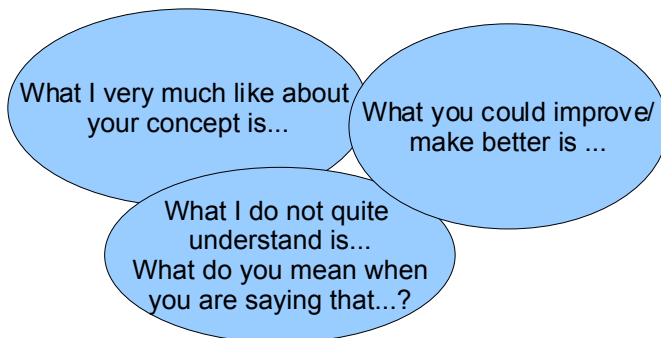 What I very much like about
your concept is...
What you could improve/
make better is ...
What I do not quite
understand is...
What do you mean when
you are saying that...?